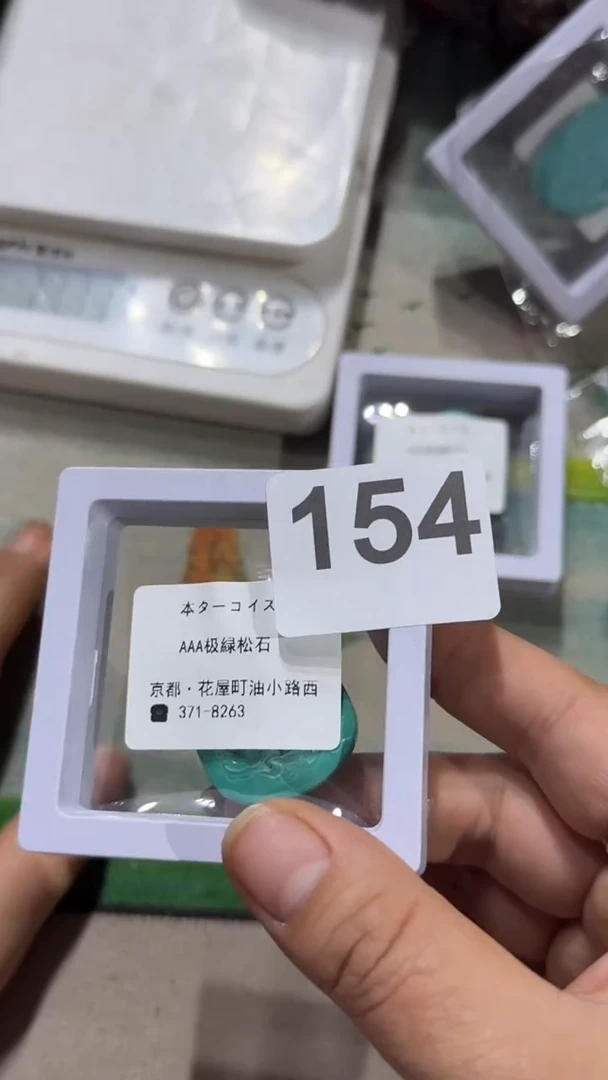 154
本ターコイス
AAA极緑松石
京都・花屋町油小路西
☎ 371-8263